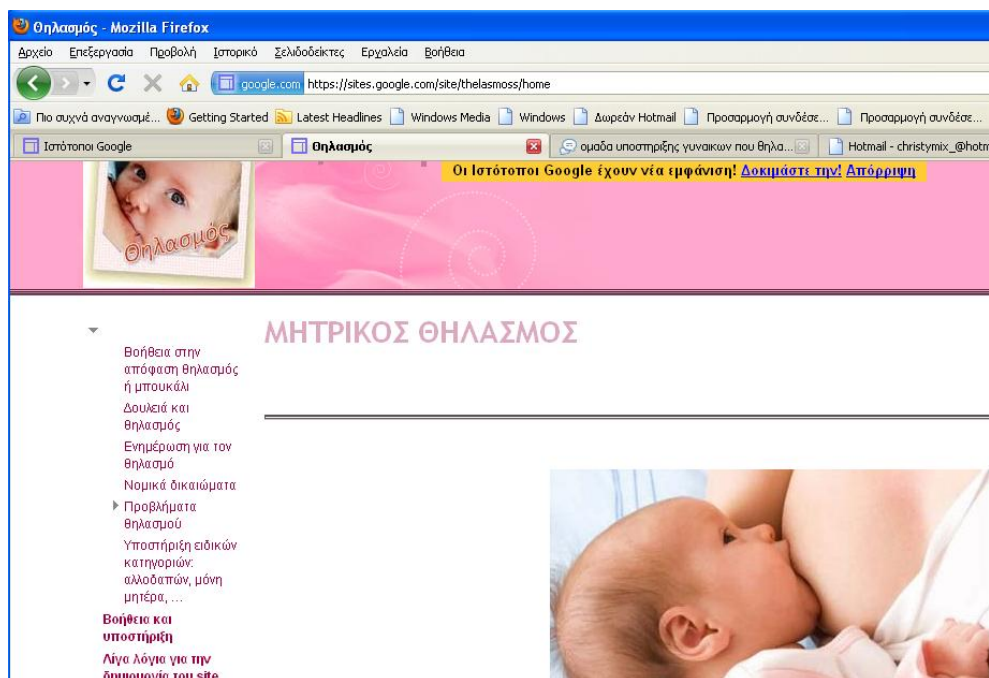 Θηλασμός - Mozilla Firefox
Αρχείο Επεξεργασία Προβολή Ιστορικό Σελιδοδείκτες Εργαλεία Βοήθεια
google.com https://sites.google.com/site/thelasmoss/home
Πιο συχνά αναγνωσμέ... Getting Started Latest Headlines Windows Media Windows Δωρεάν Hotmail Προσαρμογή συνδέσε... Προσαρμογή συνδέσε...
Ιστότοποι Google Θηλασμός ομαδα υποστηριξης γυναικων που θηλα... Hotmail - christymix_@hotm
Οι Ιστότοποι Google έχουν νέα εμφάνιση! Δοκιμάστε την! Απόρριψη
Θηλασμός
ΜΗΤΡΙΚΟΣ ΘΗΛΑΣΜΟΣ
Βοήθεια στην
απόφαση θηλασμός
ή μπουκάλι
Δουλειά και
θηλασμός
Ενημέρωση για τον
θηλασμό
Νομικά δικαιώματα
Προβλήματα
θηλασμού
Υποστήριξη ειδικών
κατηγοριών:
αλλοδαπών, μόνη
μητέρα, ...
Βοήθεια και
υποστήριξη
Λίγα λόγια για την
δημιουργία του site